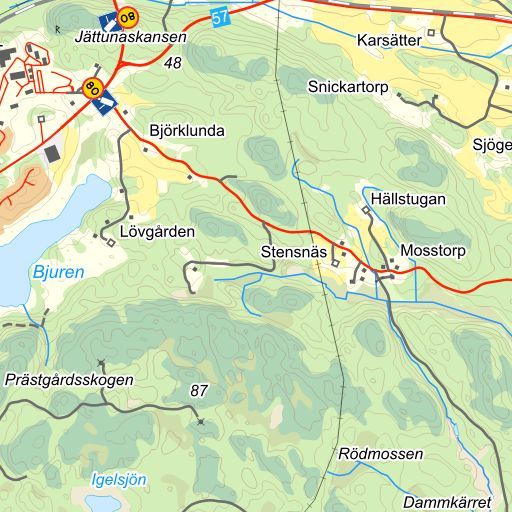 80
57
Jättunaskansen
Karsätter
48
Snickartorp
80
Björklunda
Sjöge
Hällstugan
Lövgården
Stensnäs
Mosstorp
Bjuren
Prästgårdsskogen
87
Rödmossen
Igelsjön
Dammkärret